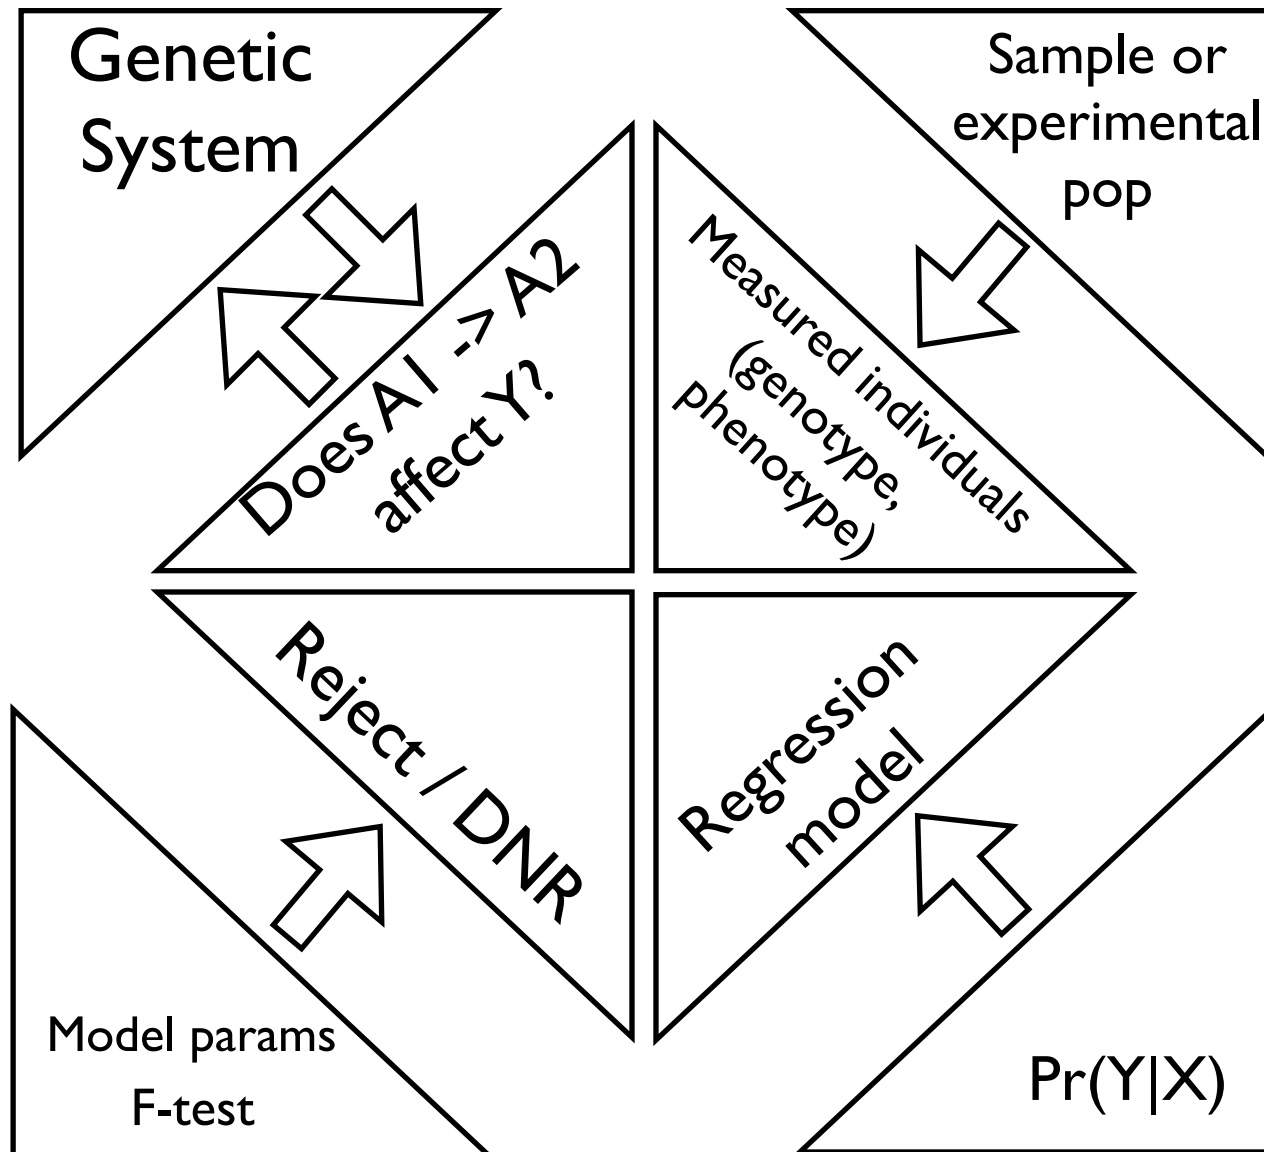 Genetic
System
Sample or
experimental
pop
Does A1 -> A2
affect Y?
Measured individuals
(genotype,
phenotype)
Reject / DNR
Regression
model
Model params
F-test
Pr(Y|X)